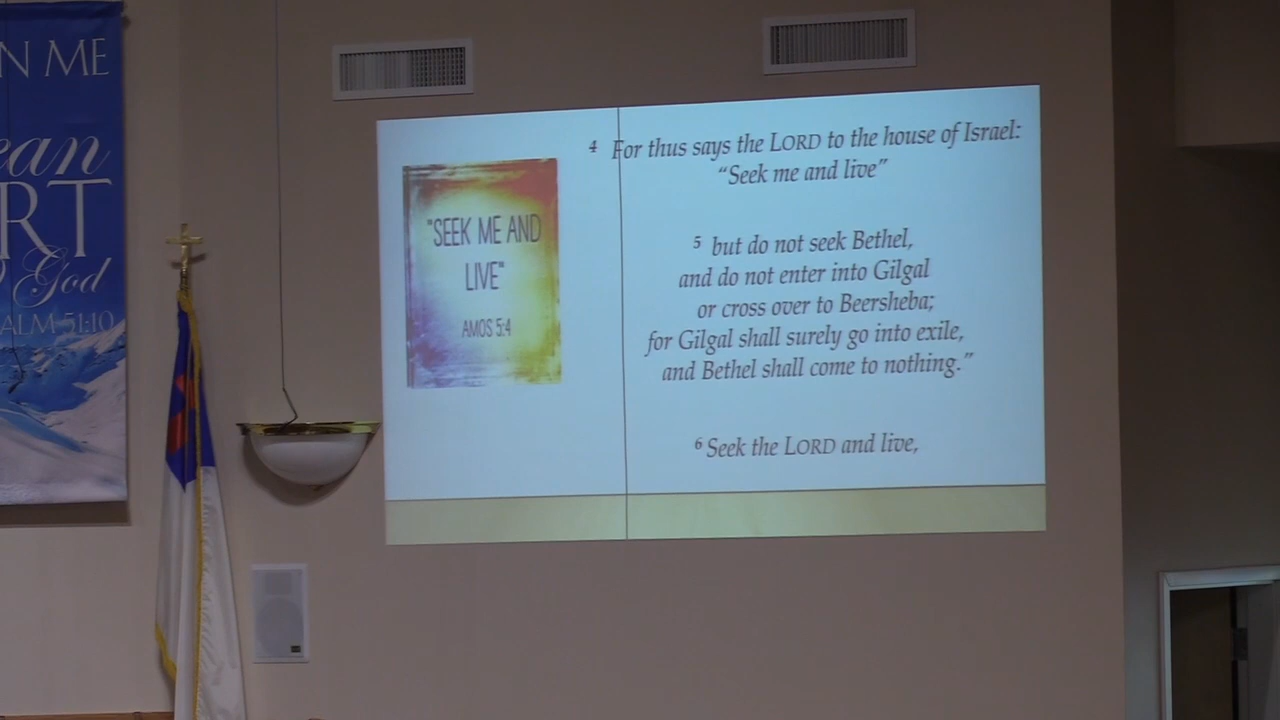 N ME
ean
RT
God
ALM 51:10
"SEEK ME AND
LIVE"
AMOS 5:4
4 For thus says the LORD to the house of Israel:
“Seek me and live”
5 but do not seek Bethel,
and do not enter into Gilgal
or cross over to Beersheba;
for Gilgal shall surely go into exile,
and Bethel shall come to nothing.”
6 Seek the LORD and live,